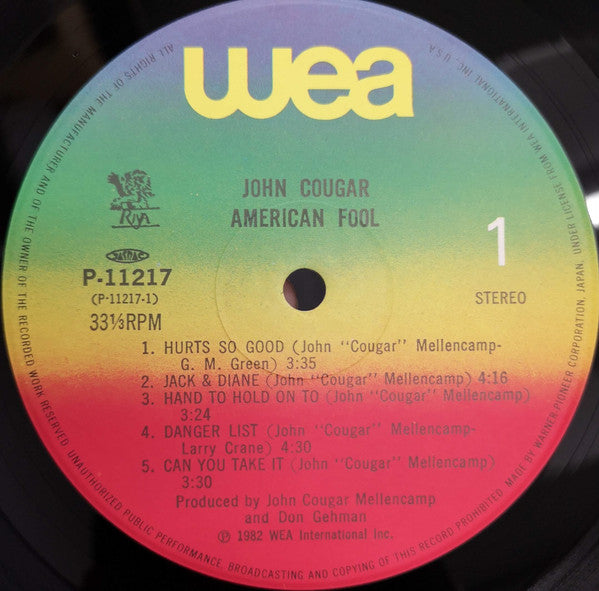 wea
JOHN COUGAR
AMERICAN FOOL
Riva
JASRAC
P-11217
(P-11217-1)
33⅓RPM
1
STEREO
1. HURTS SO GOOD (John "Cougar" Mellencamp-
G. M. Green) 3:35
2. JACK & DIANE (John "Cougar" Mellencamp) 4:16
3. HAND TO HOLD ON TO (John "Cougar" Mellencamp)
3:24
4. DANGER LIST (John "Cougar" Mellencamp-
Larry Crane) 4:30
5. CAN YOU TAKE IT (John "Cougar" Mellencamp)
3:30
Produced by John Cougar Mellencamp
and Don Gehman
℗ 1982 WEA International Inc.
ALL RIGHTS OF THE MANUFACTURER AND OF THE OWNER OF THE RECORDED WORK RESERVED. UNAUTHORIZED PUBLIC PERFORMANCE, BROADCASTING AND COPYING OF THIS RECORD PROHIBITED. MADE BY WARNER-PIONEER CORPORATION, JAPAN, UNDER LICENSE FROM WEA INTERNATIONAL INC., U.S.A.